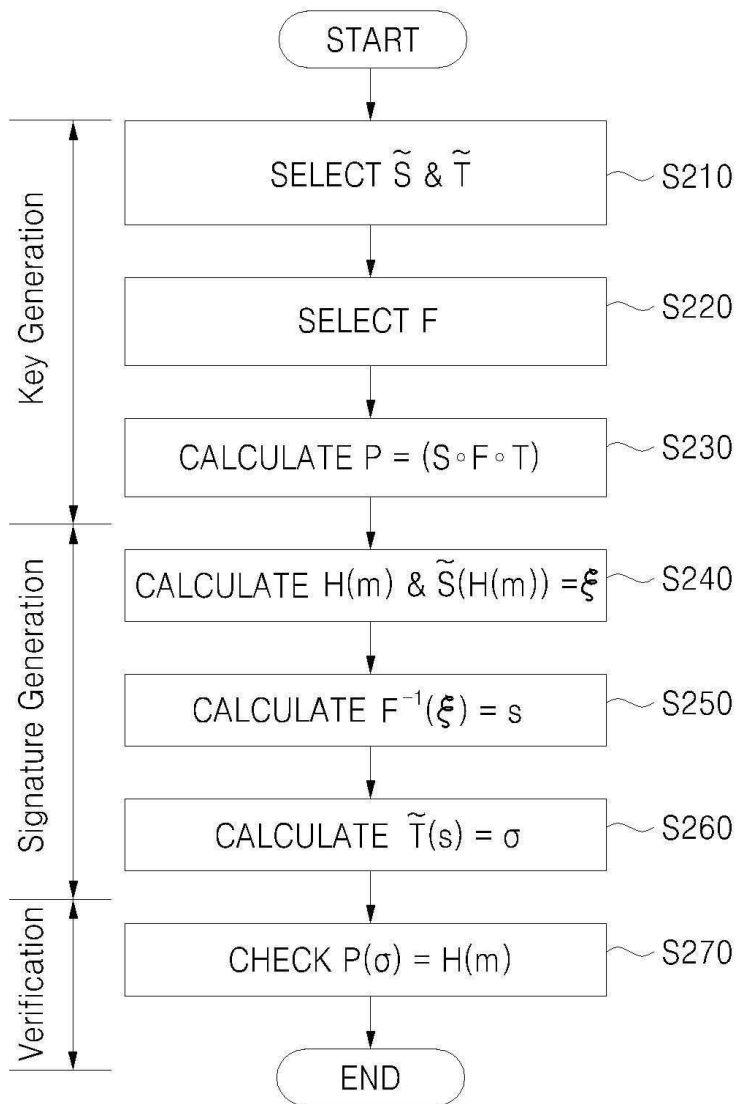 START
Key Generation
SELECT S̃ & T̃
S210
SELECT F
S220
CALCULATE P = (S∘F∘T)
S230
Signature Generation
CALCULATE H(m) & S̃(H(m)) = ξ
S240
CALCULATE F⁻¹(ξ) = s
S250
CALCULATE T̃(s) = σ
S260
Verification
CHECK P(σ) = H(m)
S270
END